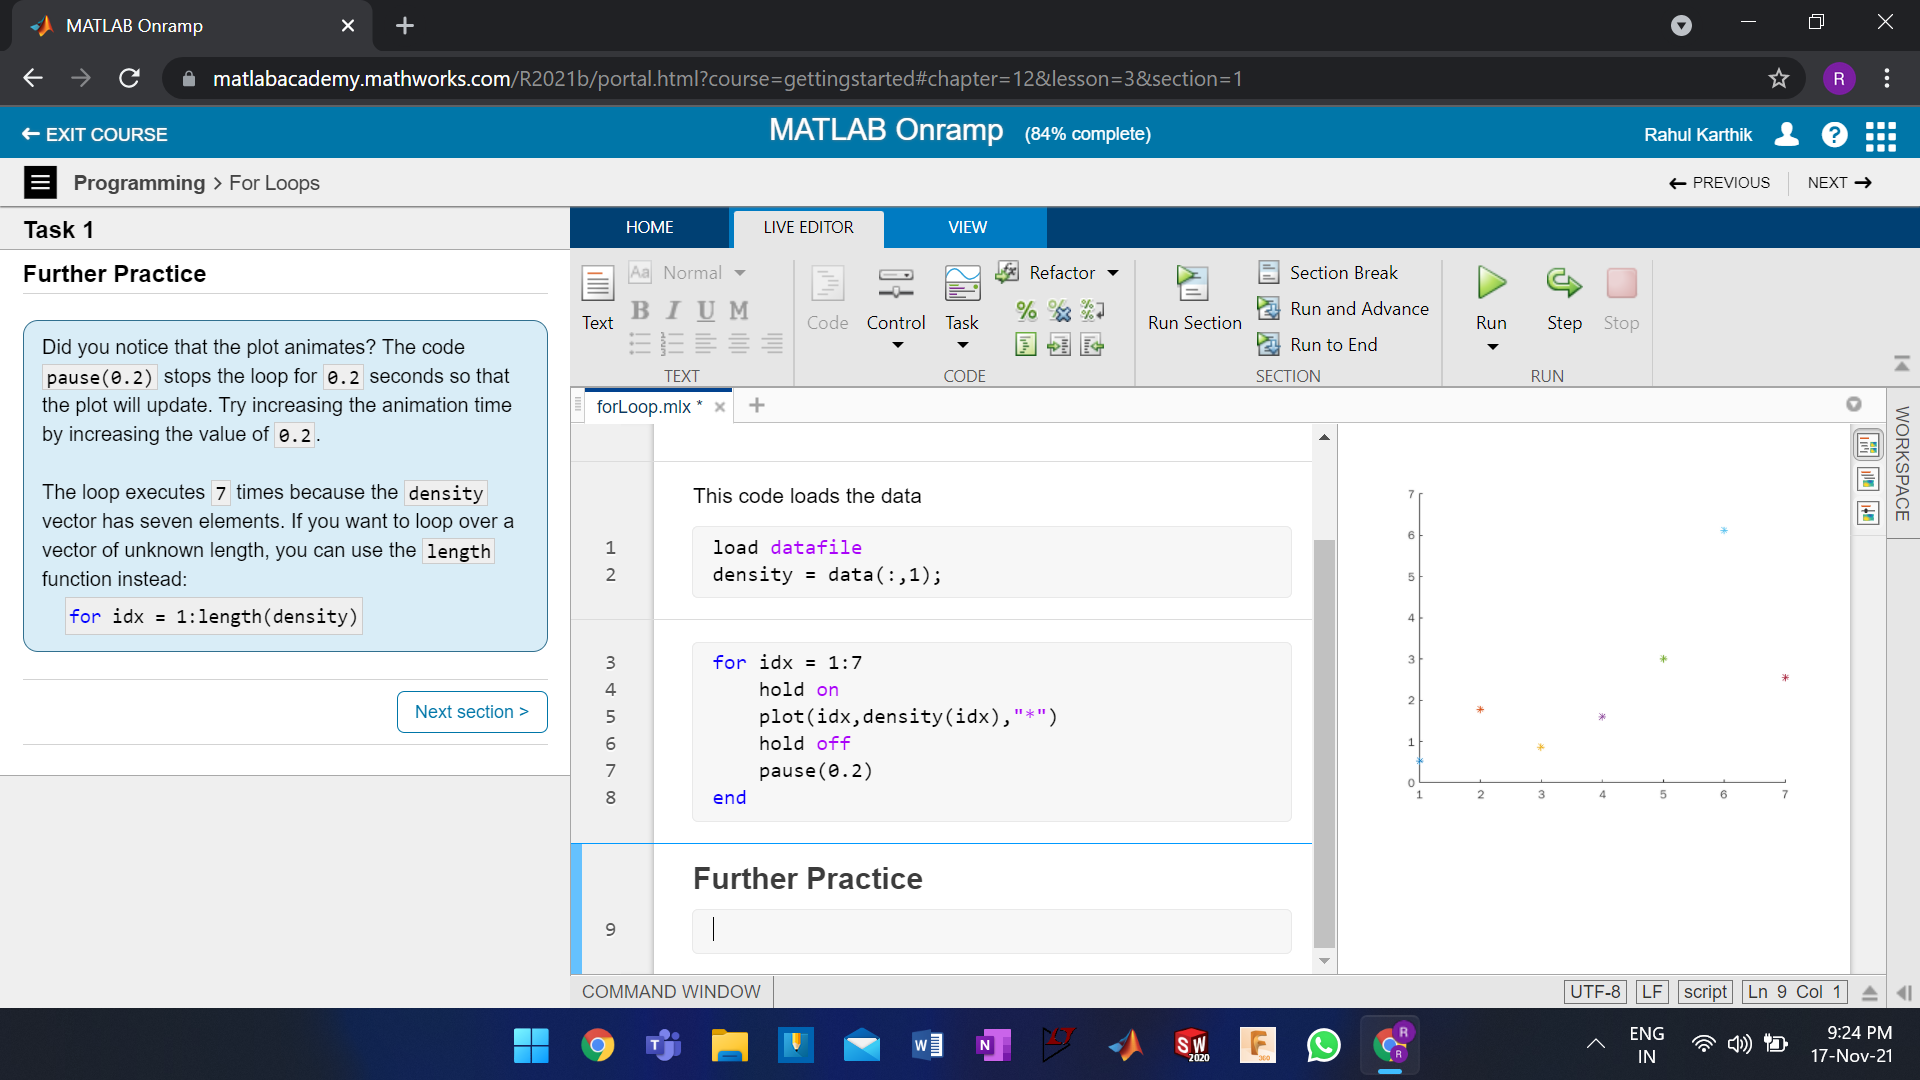 MATLAB Onramp
matlabacademy.mathworks.com/R2021b/portal.html?course=gettingstarted#chapter=12&lesson=3&section=1
R
EXIT COURSE
MATLAB Onramp (84% complete)
Rahul Karthik
?
Programming > For Loops
PREVIOUS
NEXT
Task 1
Further Practice
Did you notice that the plot animates? The code
pause(0.2) stops the loop for 0.2 seconds so that
the plot will update. Try increasing the animation time
by increasing the value of 0.2.
The loop executes 7 times because the density
vector has seven elements. If you want to loop over a
vector of unknown length, you can use the length
function instead:
for idx = 1:length(density)
Next section >
HOME
LIVE EDITOR
VIEW
Text
Aa Normal
B I U M
TEXT
Code
Control
Task
Refactor
CODE
Run Section
Section Break
Run and Advance
Run to End
SECTION
Run
Step
Stop
RUN
forLoop.mlx *
WORKSPACE
This code loads the data
1 load datafile
2 density = data(:,1);
3 for idx = 1:7
4 hold on
5 plot(idx,density(idx),"*")
6 hold off
7 pause(0.2)
8 end
Further Practice
9
7
6
5
4
3
2
1
0
1 2 3 4 5 6 7
COMMAND WINDOW
UTF-8
LF
script
Ln 9 Col 1
ENG
IN
9:24 PM
17-Nov-21